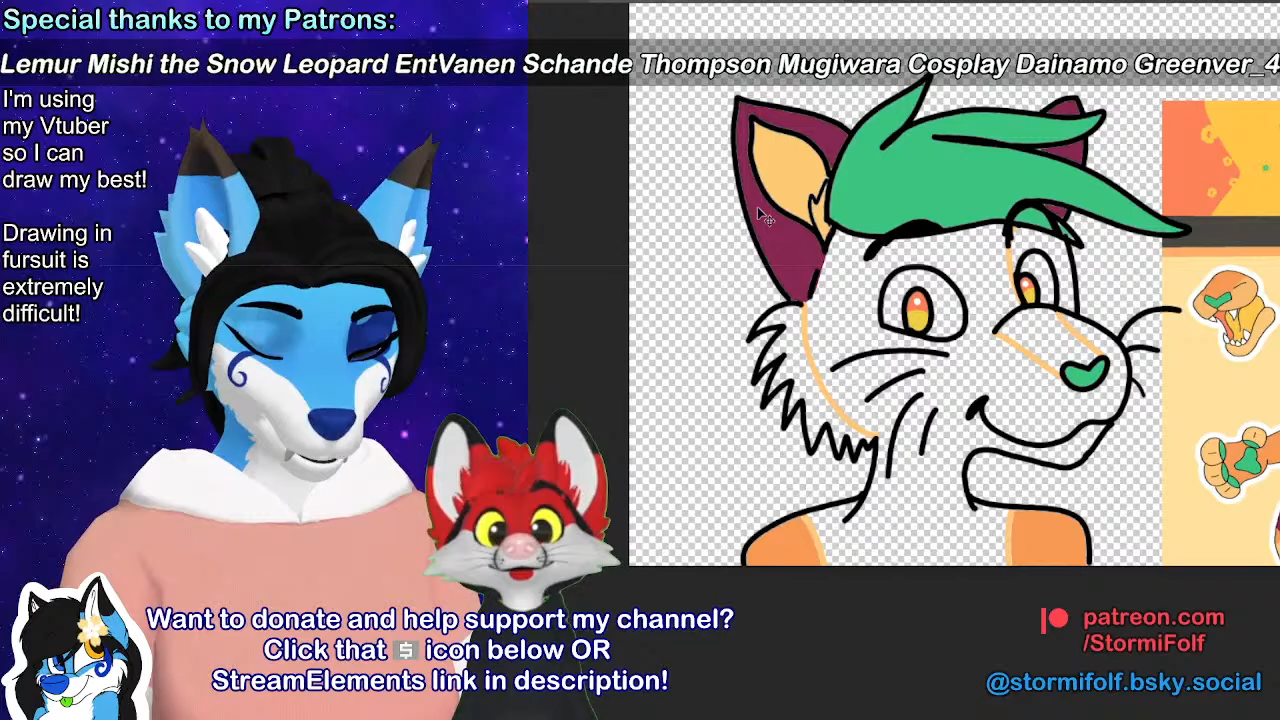 Special thanks to my Patrons:
Lemur Mishi the Snow Leopard EntVanen Schande Thompson Mugiwara Cosplay Dainamo Greenver_4
I'm using
my Vtuber
so I can
draw my best!
Drawing in
fursuit is
extremely
difficult!
Want to donate and help support my channel?
Click that $ icon below OR
StreamElements link in description!
patreon.com
/StormiFolf
@stormifolf.bsky.social